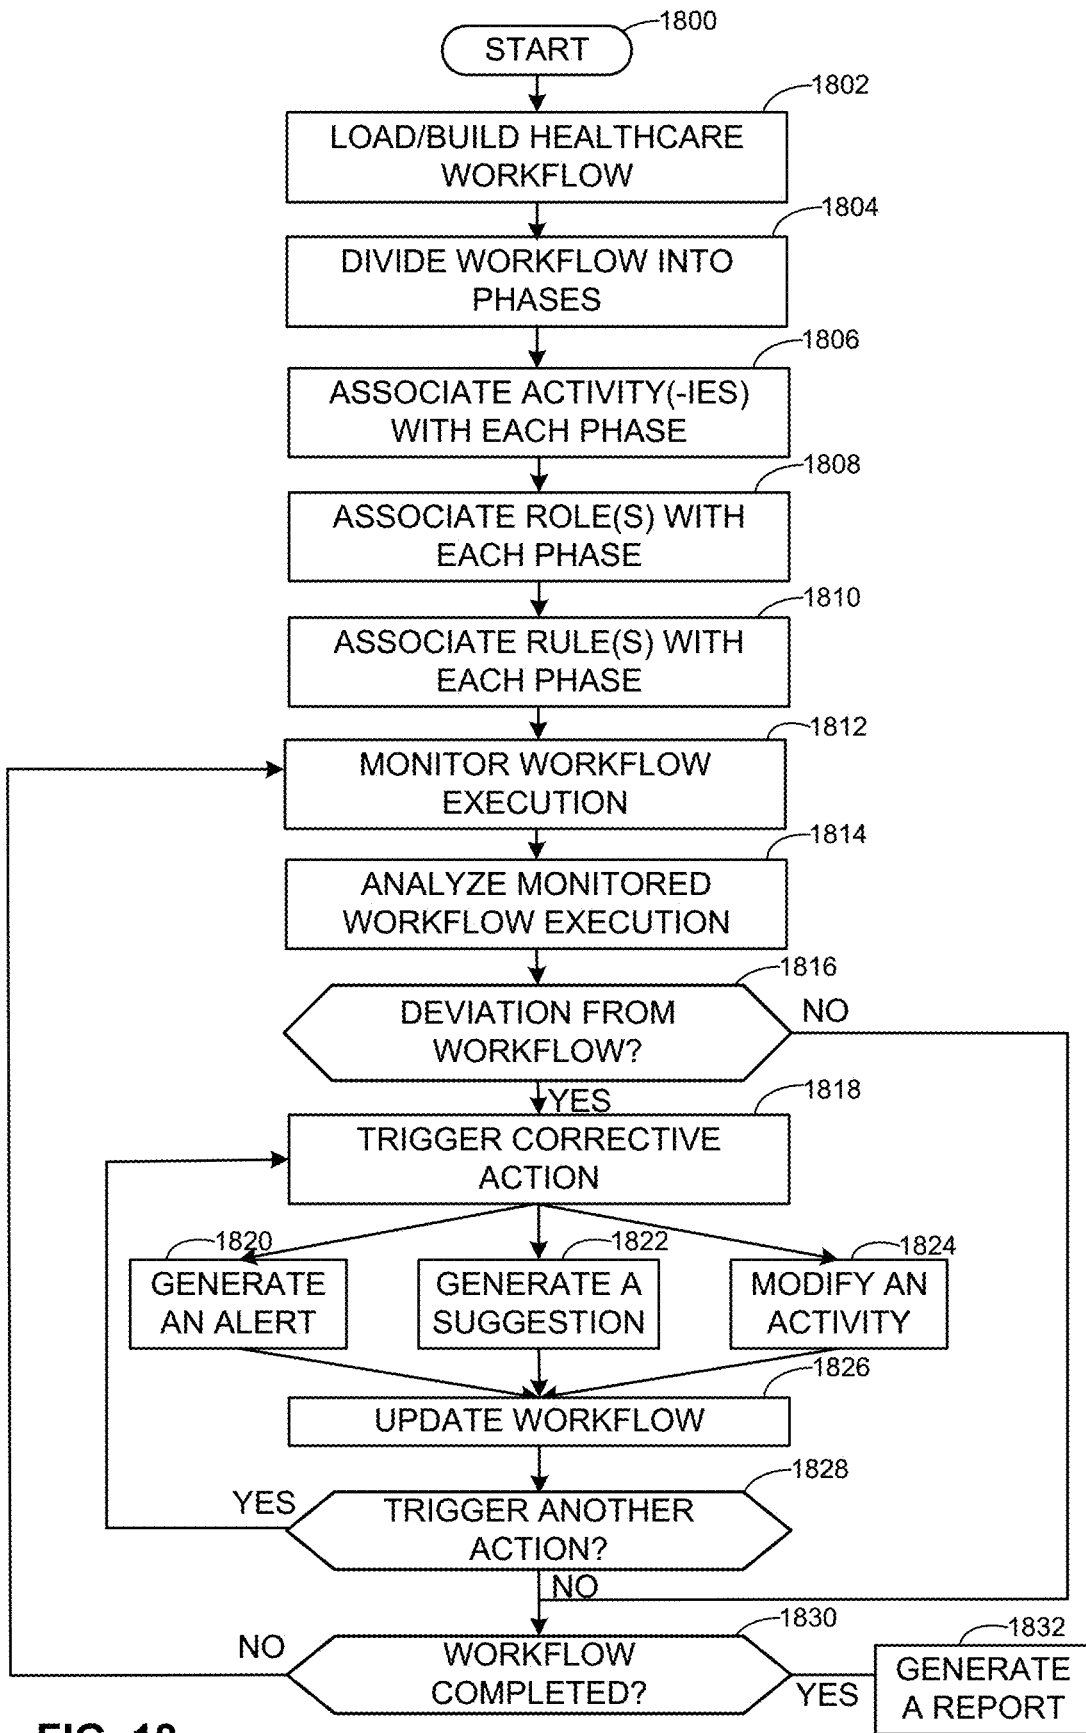 1800
START
1802
LOAD/BUILD HEALTHCARE
WORKFLOW
1804
DIVIDE WORKFLOW INTO
PHASES
1806
ASSOCIATE ACTIVITY(-IES)
WITH EACH PHASE
1808
ASSOCIATE ROLE(S) WITH
EACH PHASE
1810
ASSOCIATE RULE(S) WITH
EACH PHASE
1812
MONITOR WORKFLOW
EXECUTION
1814
ANALYZE MONITORED
WORKFLOW EXECUTION
1816
DEVIATION FROM
WORKFLOW?
NO
YES
1818
TRIGGER CORRECTIVE
ACTION
1820
GENERATE
AN ALERT
1822
GENERATE A
SUGGESTION
1824
MODIFY AN
ACTIVITY
1826
UPDATE WORKFLOW
1828
YES
TRIGGER ANOTHER
ACTION?
NO
1830
NO
WORKFLOW
COMPLETED?
YES
1832
GENERATE
A REPORT
FIG. 18